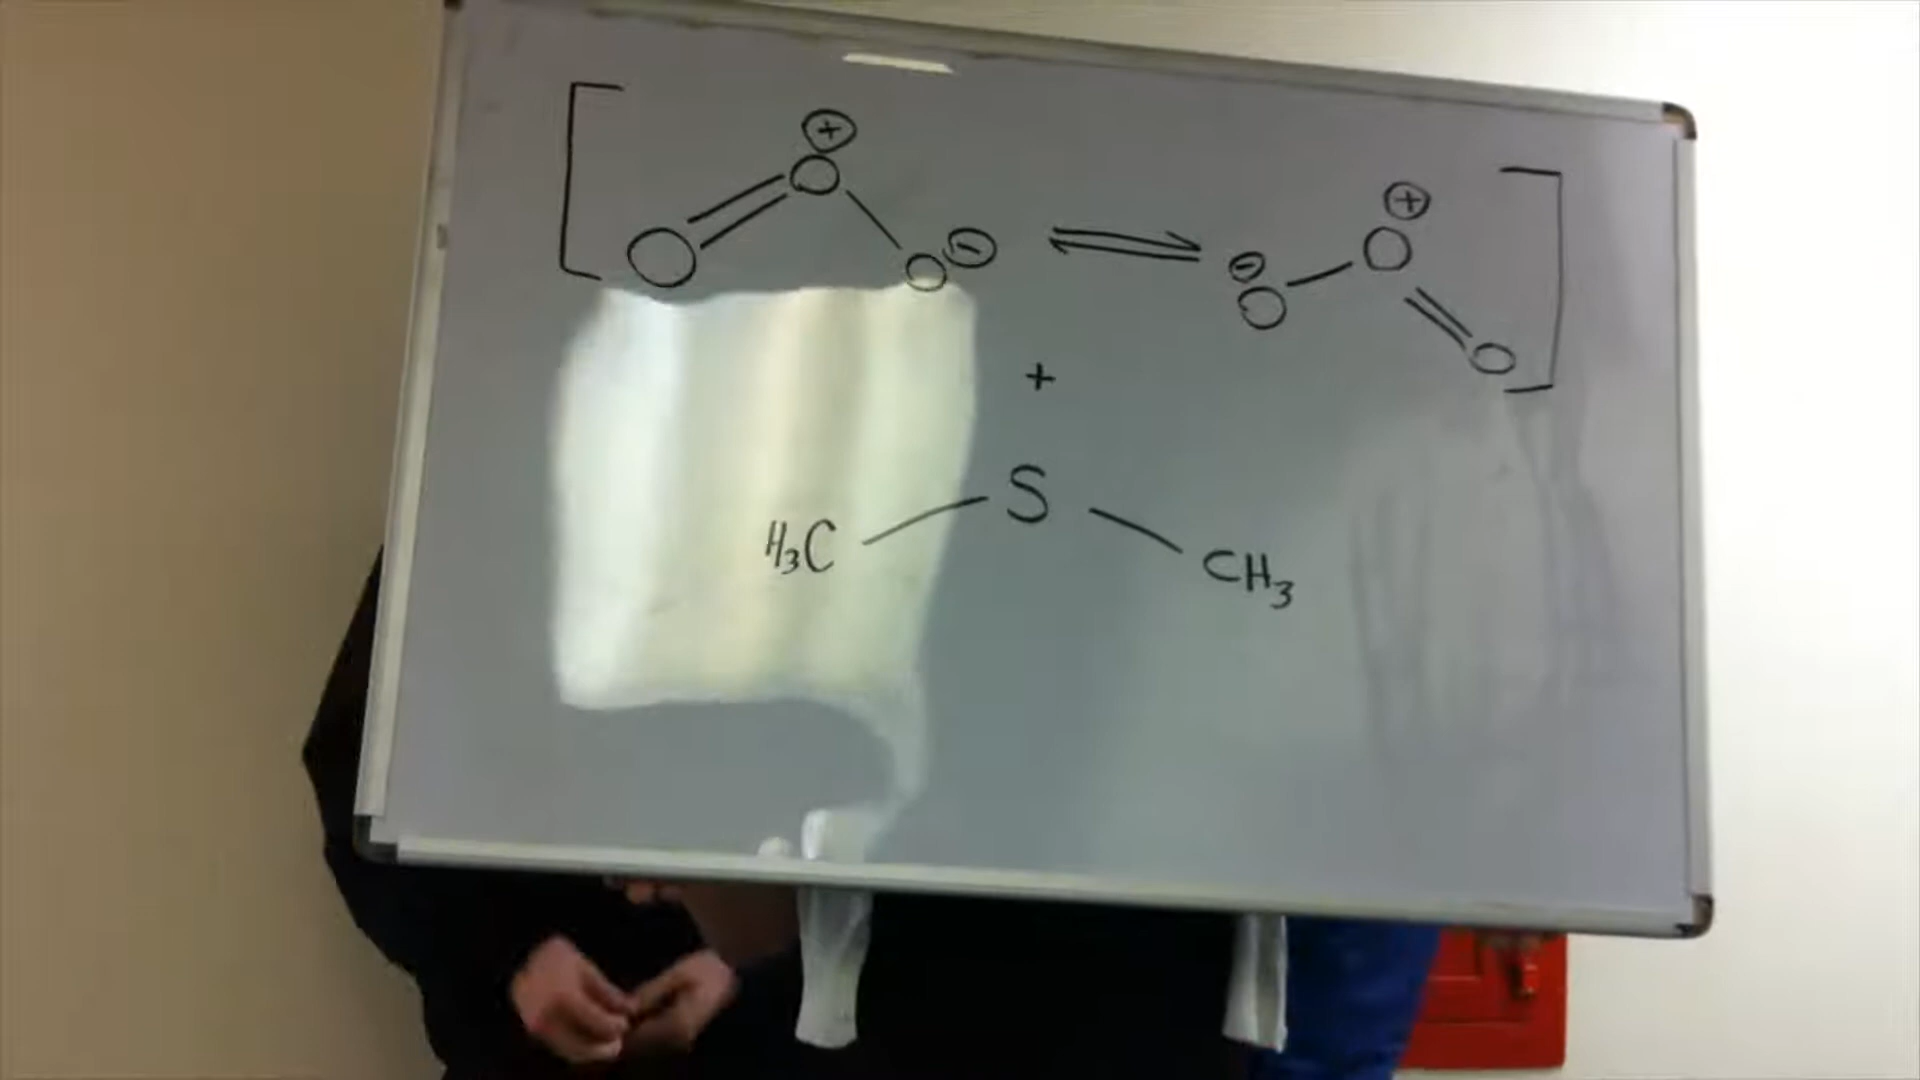 [ O=O⊕-O⊖ ⇌ ⊖O-O⊕=O ]
+
H₃C-S-CH₃